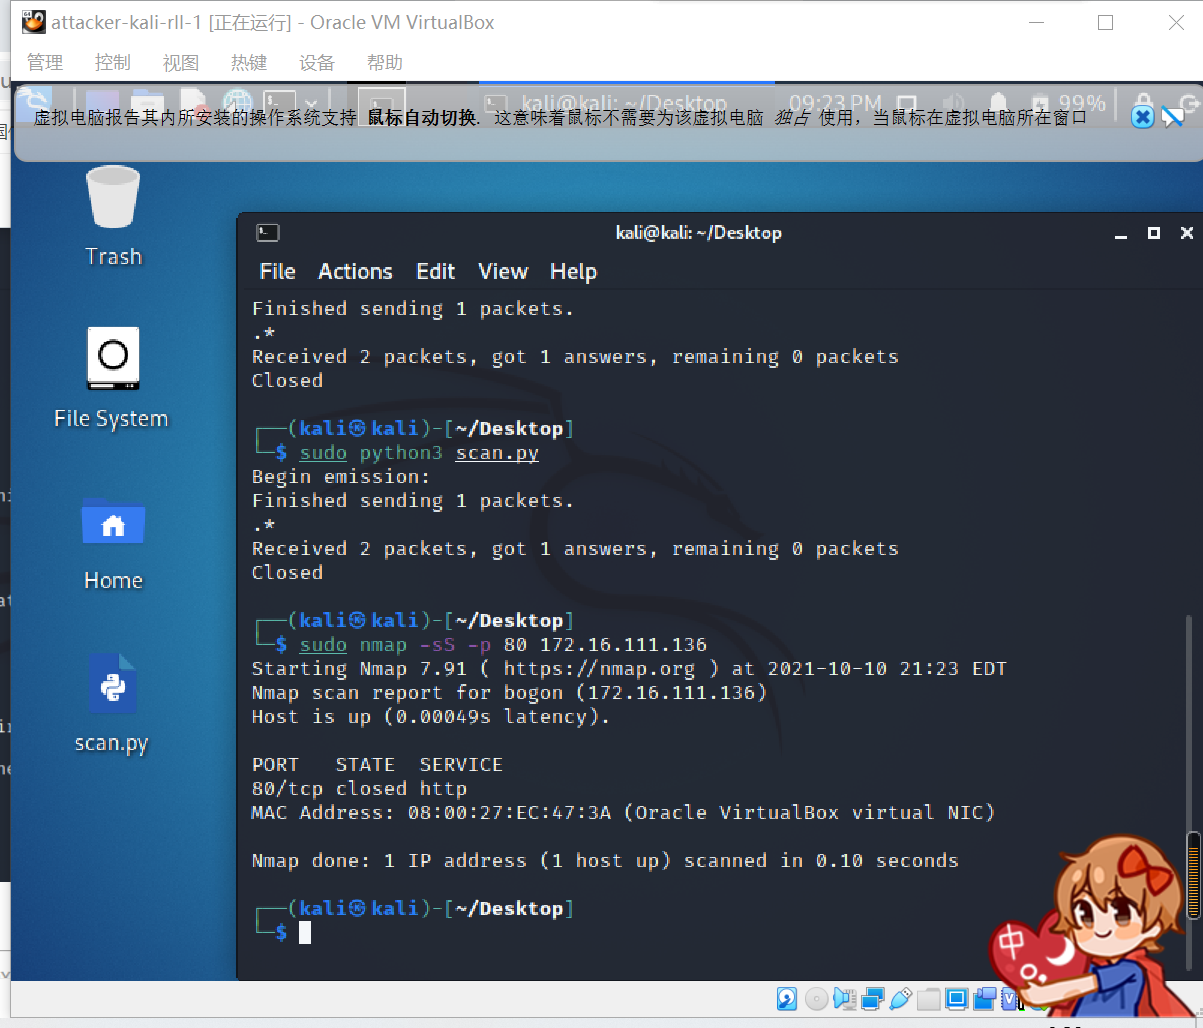 attacker-kali-rll-1 [正在运行] - Oracle VM VirtualBox
管理 控制 视图 热键 设备 帮助
kali@kali: ~/Desktop 09:23 PM 99%
虚拟电脑报告其内所安装的操作系统支持 鼠标自动切换. 这意味着鼠标不需要为该虚拟电脑 独占 使用，当鼠标在虚拟电脑所在窗口
Trash
File System
Home
scan.py
kali@kali: ~/Desktop
File Actions Edit View Help
Finished sending 1 packets.
.*
Received 2 packets, got 1 answers, remaining 0 packets
Closed
┌──(kali㉿kali)-[~/Desktop]
└─$ sudo python3 scan.py
Begin emission:
Finished sending 1 packets.
.*
Received 2 packets, got 1 answers, remaining 0 packets
Closed
┌──(kali㉿kali)-[~/Desktop]
└─$ sudo nmap -sS -p 80 172.16.111.136
Starting Nmap 7.91 ( https://nmap.org ) at 2021-10-10 21:23 EDT
Nmap scan report for bogon (172.16.111.136)
Host is up (0.00049s latency).
PORT   STATE  SERVICE
80/tcp closed http
MAC Address: 08:00:27:EC:47:3A (Oracle VirtualBox virtual NIC)
Nmap done: 1 IP address (1 host up) scanned in 0.10 seconds
┌──(kali㉿kali)-[~/Desktop]
└─$
中